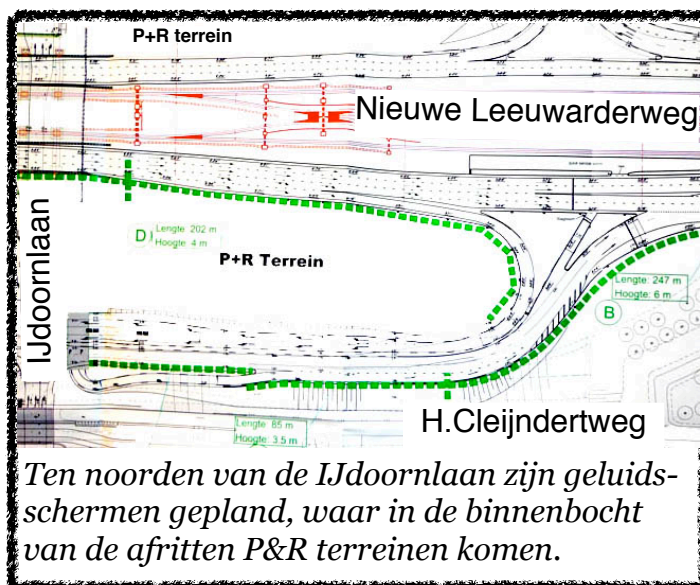 P+R terrein
Nieuwe Leeuwarderweg
IJdoornlaan
D
Lengte 202 m
Hoogte 4 m
P+R Terrein
Lengte: 247 m
Hoogte: 6 m
B
Lengte: 85 m
Hoogte: 3.5 m
H.Cleijndertweg
Ten noorden van de IJdoornlaan zijn geluids-
schermen gepland, waar in de binnenbocht
van de afritten P&R terreinen komen.